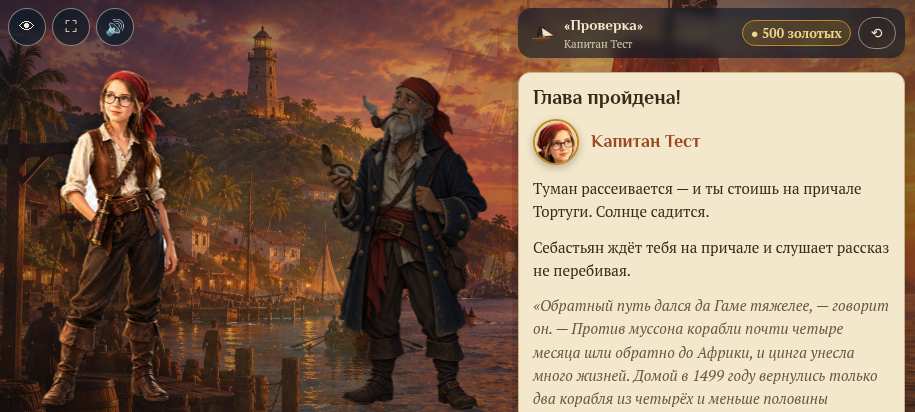 «Проверка»
Капитан Тест
● 500 золотых
Глава пройдена!
Капитан Тест
Туман рассеивается — и ты стоишь на причале
Тортуги. Солнце садится.
Себастьян ждёт тебя на причале и слушает рассказ
не перебивая.
«Обратный путь дался да Гаме тяжелее, — говорит
он. — Против муссона корабли почти четыре
месяца шли обратно до Африки, и цинга унесла
много жизней. Домой в 1499 году вернулись только
два корабля из четырёх и меньше половины